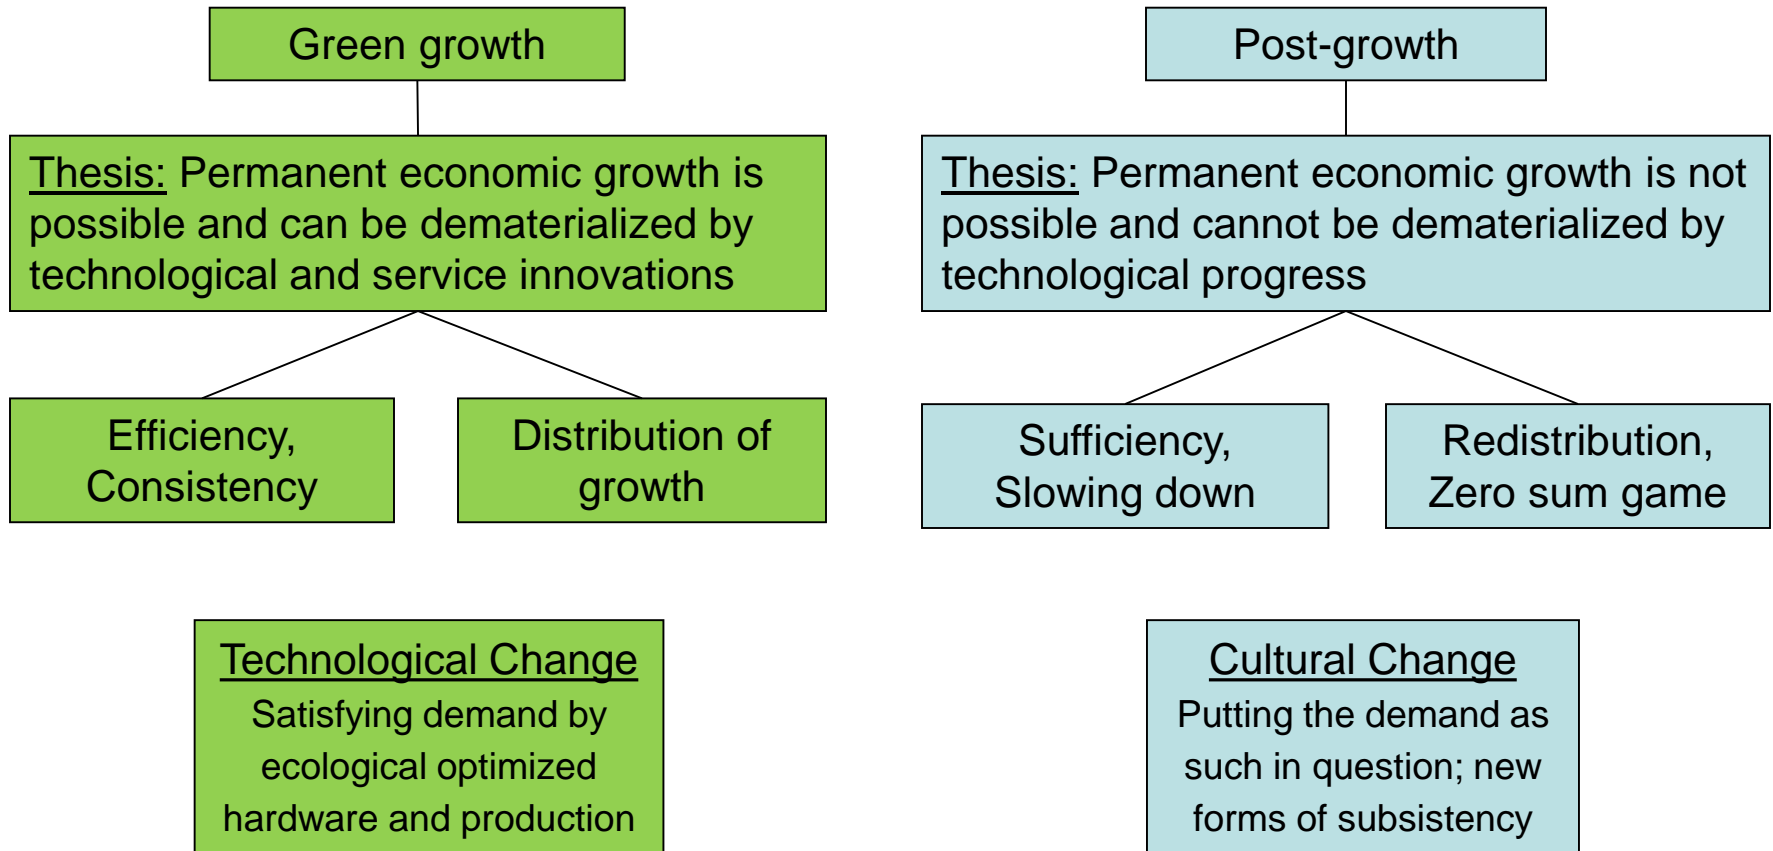 Green growth
Thesis: Permanent economic growth is
possible and can be dematerialized by
technological and service innovations
Efficiency,
Consistency
Distribution of
growth
Technological Change
Satisfying demand by
ecological optimized
hardware and production
Post-growth
Thesis: Permanent economic growth is not
possible and cannot be dematerialized by
technological progress
Sufficiency,
Slowing down
Redistribution,
Zero sum game
Cultural Change
Putting the demand as
such in question; new
forms of subsistency